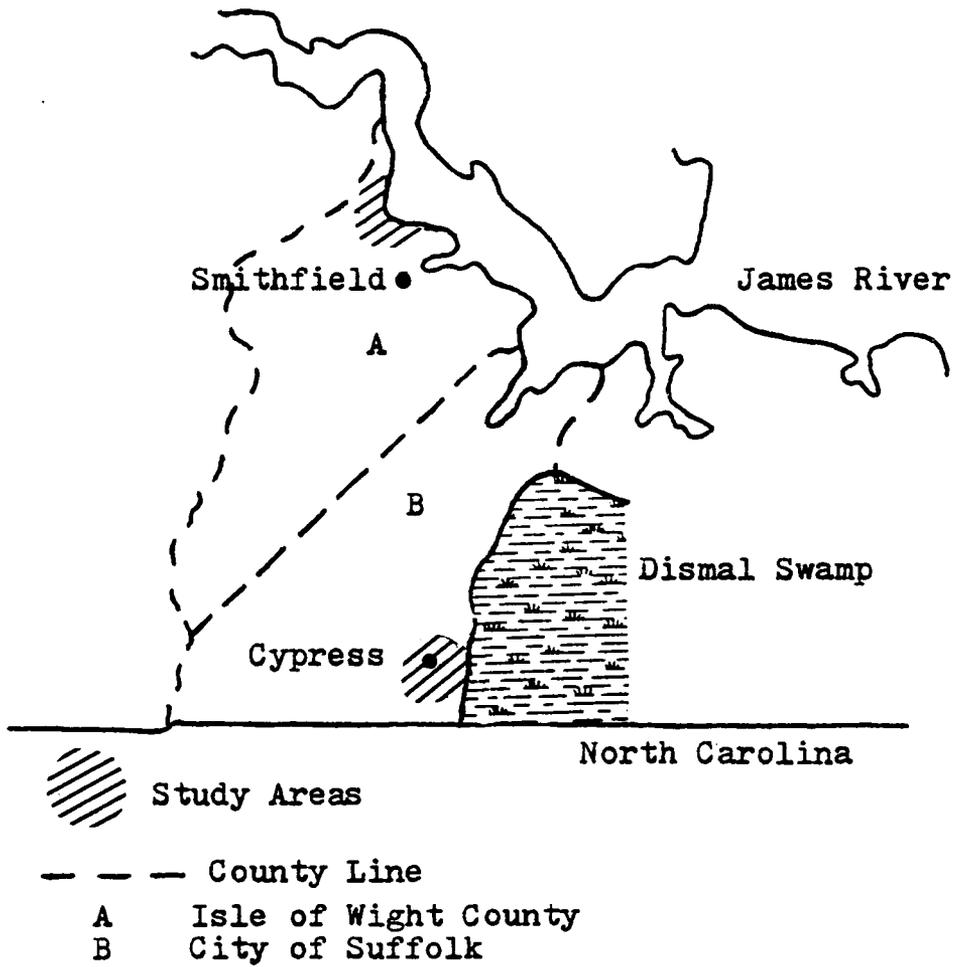 Smithfield
James River
A
B
Dismal Swamp
Cypress
North Carolina
Study Areas
County Line
A Isle of Wight County
B City of Suffolk